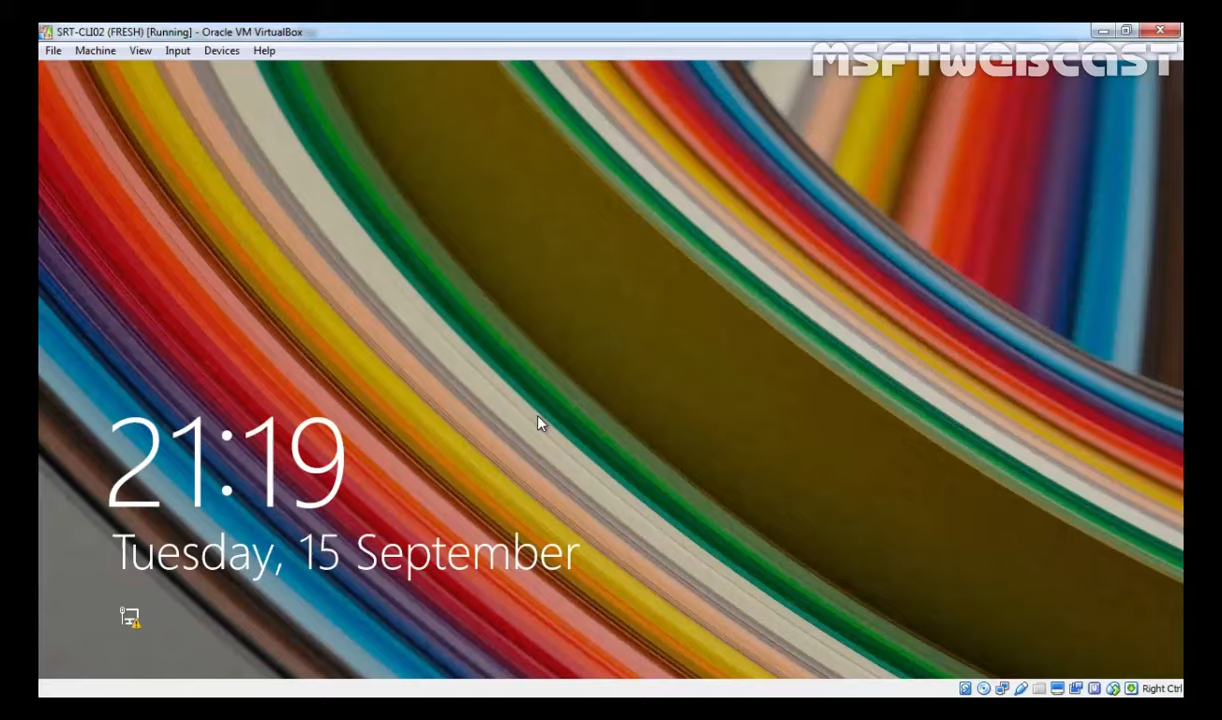 SRT-CLI02 (FRESH) [Running] - Oracle VM VirtualBox
File Machine View Input Devices Help
MSFTWEBCAST
21:19
Tuesday, 15 September
Right Ctrl